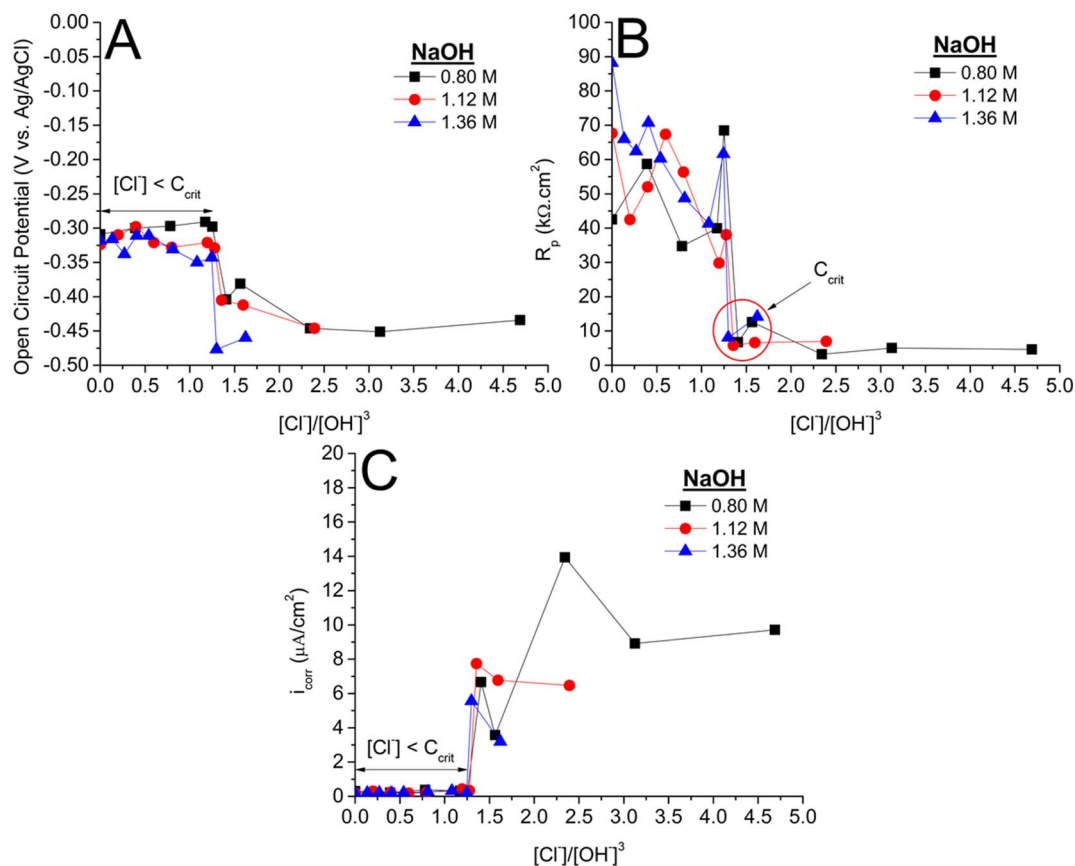 A
Open Circuit Potential (V vs. Ag/AgCl)
0.00
-0.05
-0.10
-0.15
-0.20
-0.25
-0.30
-0.35
-0.40
-0.45
-0.50
NaOH
0.80 M
1.12 M
1.36 M
[Cl⁻] < C_crit
0.0 0.5 1.0 1.5 2.0 2.5 3.0 3.5 4.0 4.5 5.0
[Cl⁻]/[OH⁻]³
B
R_p (kΩ.cm²)
100
90
80
70
60
50
40
30
20
10
0
NaOH
0.80 M
1.12 M
1.36 M
C_crit
0.0 0.5 1.0 1.5 2.0 2.5 3.0 3.5 4.0 4.5 5.0
[Cl⁻]/[OH⁻]³
C
i_corr (μA/cm²)
20
18
16
14
12
10
8
6
4
2
0
NaOH
0.80 M
1.12 M
1.36 M
[Cl⁻] < C_crit
0.0 0.5 1.0 1.5 2.0 2.5 3.0 3.5 4.0 4.5 5.0
[Cl⁻]/[OH⁻]³